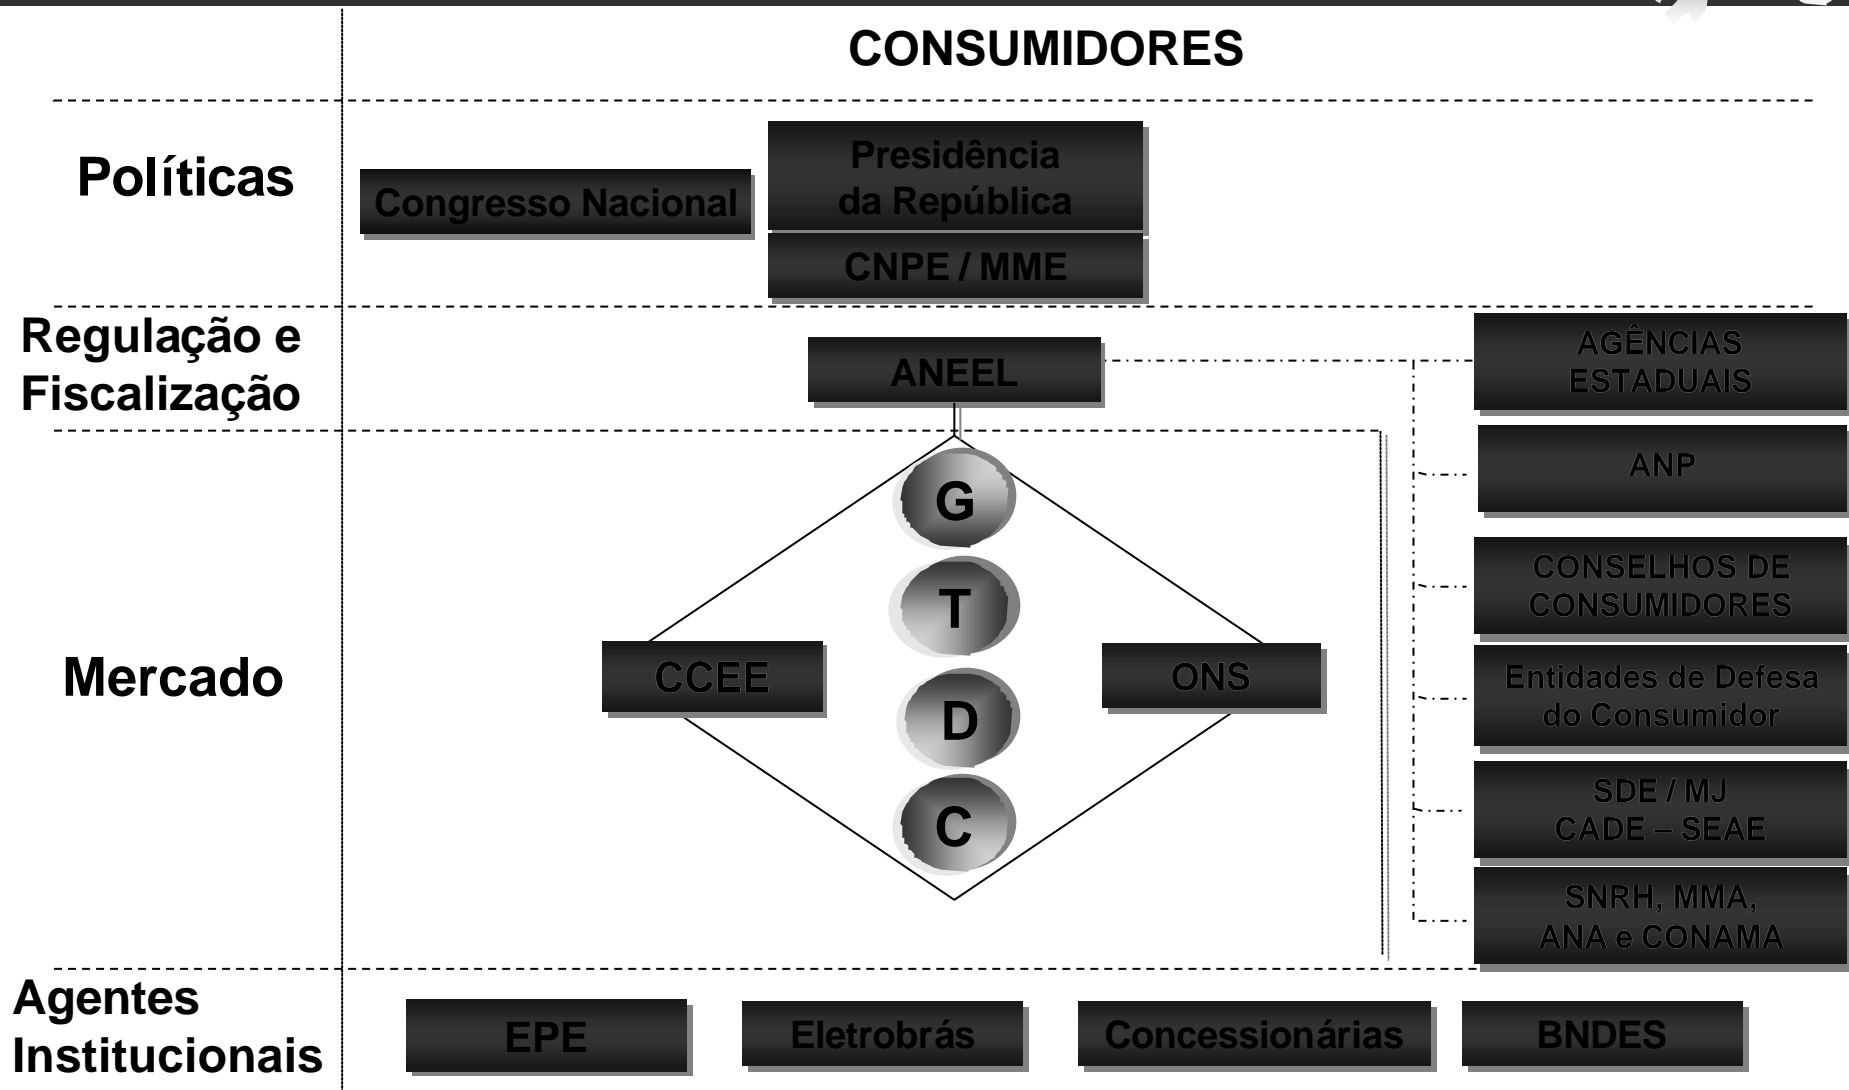 CONSUMIDORES
Políticas
Congresso Nacional
Presidência
da República
CNPE / MME
Regulação e
Fiscalização
ANEEL
AGÊNCIAS
ESTADUAIS
ANP
CONSELHOS DE
CONSUMIDORES
Entidades de Defesa
do Consumidor
SDE / MJ
CADE – SEAE
SNRH, MMA,
ANA e CONAMA
Mercado
G
T
D
C
CCEE
ONS
Agentes
Institucionais
EPE
Eletrobrás
Concessionárias
BNDES